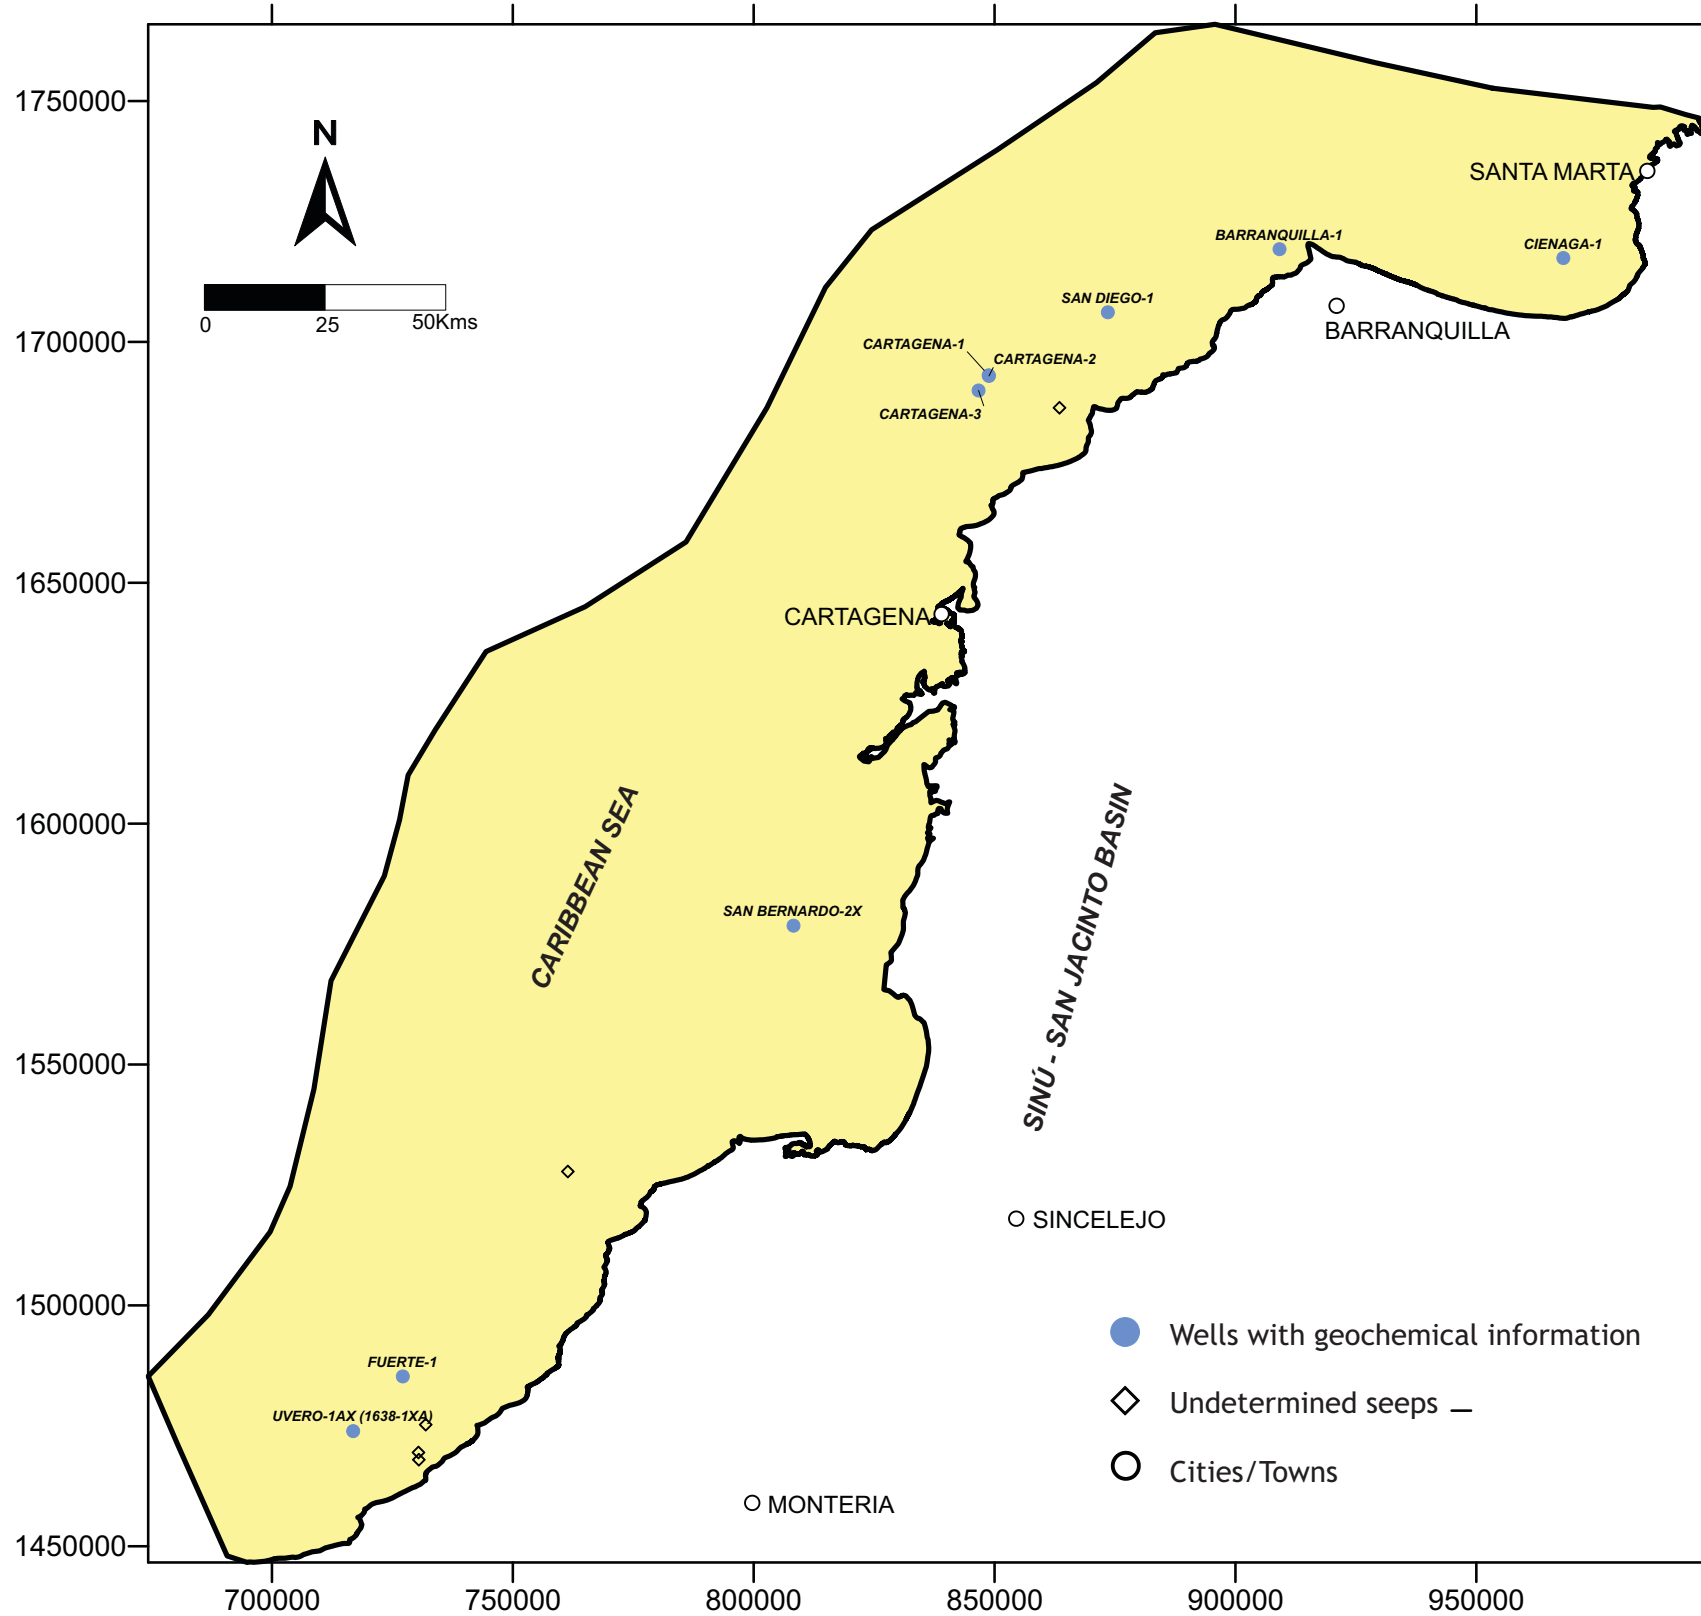 1750000
N
SANTA MARTA
BARRANQUILLA-1
CIENAGA-1
SAN DIEGO-1
0 25 50Kms
BARRANQUILLA
1700000
CARTAGENA-1
CARTAGENA-2
CARTAGENA-3
1650000
CARTAGENA
1600000
CARIBBEAN SEA
SINÚ - SAN JACINTO BASIN
SAN BERNARDO-2X
1550000
SINCELEJO
1500000
Wells with geochemical information
FUERTE-1
Undetermined seeps
UVERO-1AX (1638-1XA)
Cities/Towns
MONTERIA
1450000
700000 750000 800000 850000 900000 950000